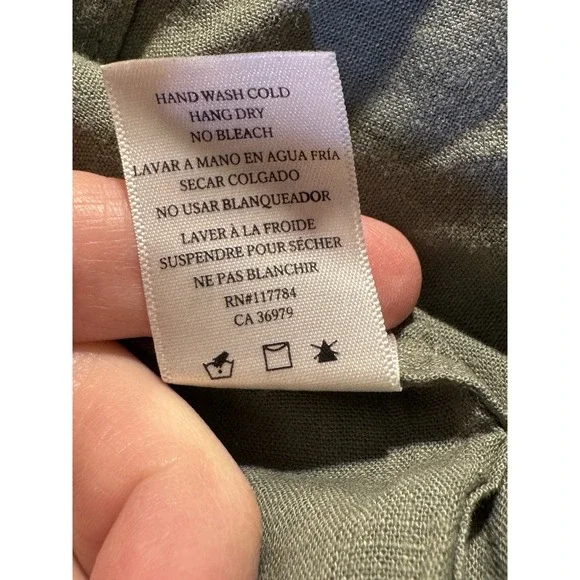 HAND WASH COLD
HANG DRY
NO BLEACH
LAVAR A MANO EN AGUA FRÍA
SECAR COLGADO
NO USAR BLANQUEADOR
LAVER À LA FROIDE
SUSPENDRE POUR SÉCHER
NE PAS BLANCHIR
RN#117784
CA 36979